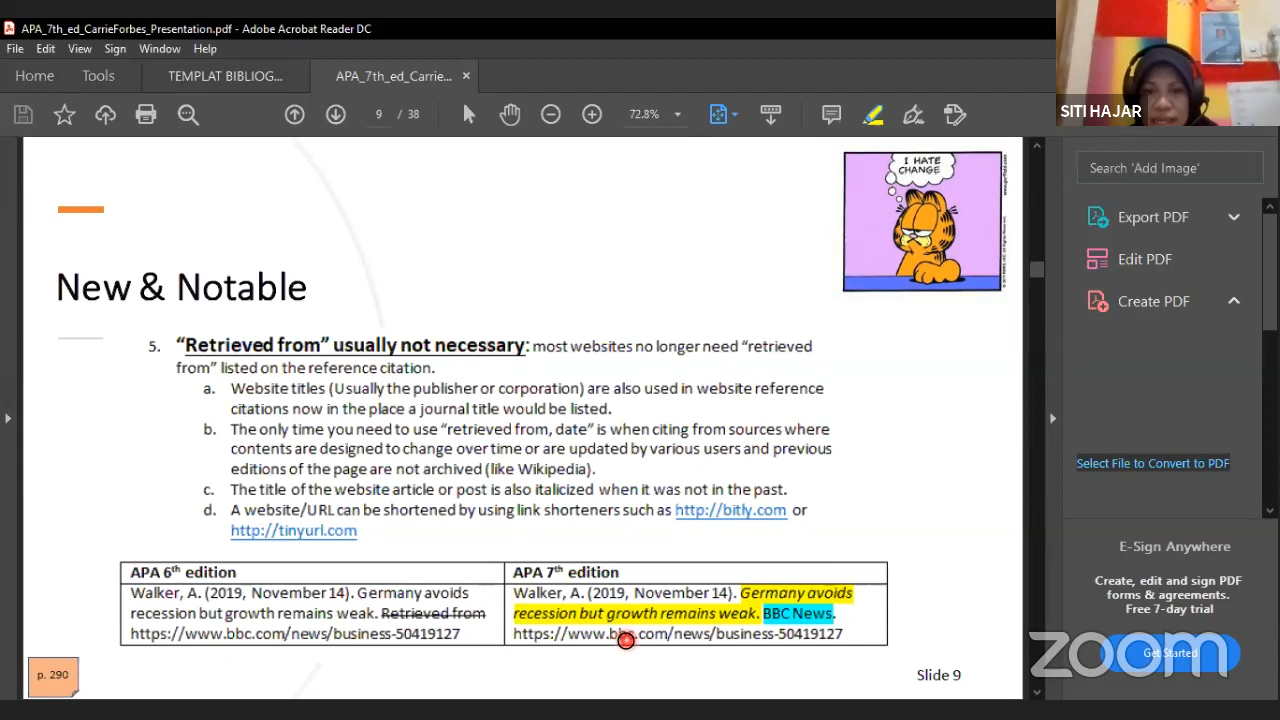 APA_7th_ed_CarrieForbes_Presentation.pdf - Adobe Acrobat Reader DC
File Edit View Sign Window Help
Home Tools TEMPLAT BIBLIOG... APA_7th_ed_Carrie... ×
9 / 38 72.8%
SITI HAJAR
I HATE
CHANGE
New & Notable
5. “Retrieved from” usually not necessary: most websites no longer need “retrieved
from” listed on the reference citation.
a. Website titles (Usually the publisher or corporation) are also used in website reference
citations now in the place a journal title would be listed.
b. The only time you need to use “retrieved from, date” is when citing from sources where
contents are designed to change over time or are updated by various users and previous
editions of the page are not archived (like Wikipedia).
c. The title of the website article or post is also italicized when it was not in the past.
d. A website/URL can be shortened by using link shorteners such as http://bitly.com or
http://tinyurl.com
APA 6th edition
Walker, A. (2019, November 14). Germany avoids
recession but growth remains weak. Retrieved from
https://www.bbc.com/news/business-50419127
APA 7th edition
Walker, A. (2019, November 14). Germany avoids
recession but growth remains weak. BBC News.
https://www.bbc.com/news/business-50419127
p. 290
Slide 9
Search 'Add Image'
Export PDF
Edit PDF
Create PDF
Select File to Convert to PDF
E-Sign Anywhere
Create, edit and sign PDF
forms & agreements.
Free 7-day trial
Get Started
zoom